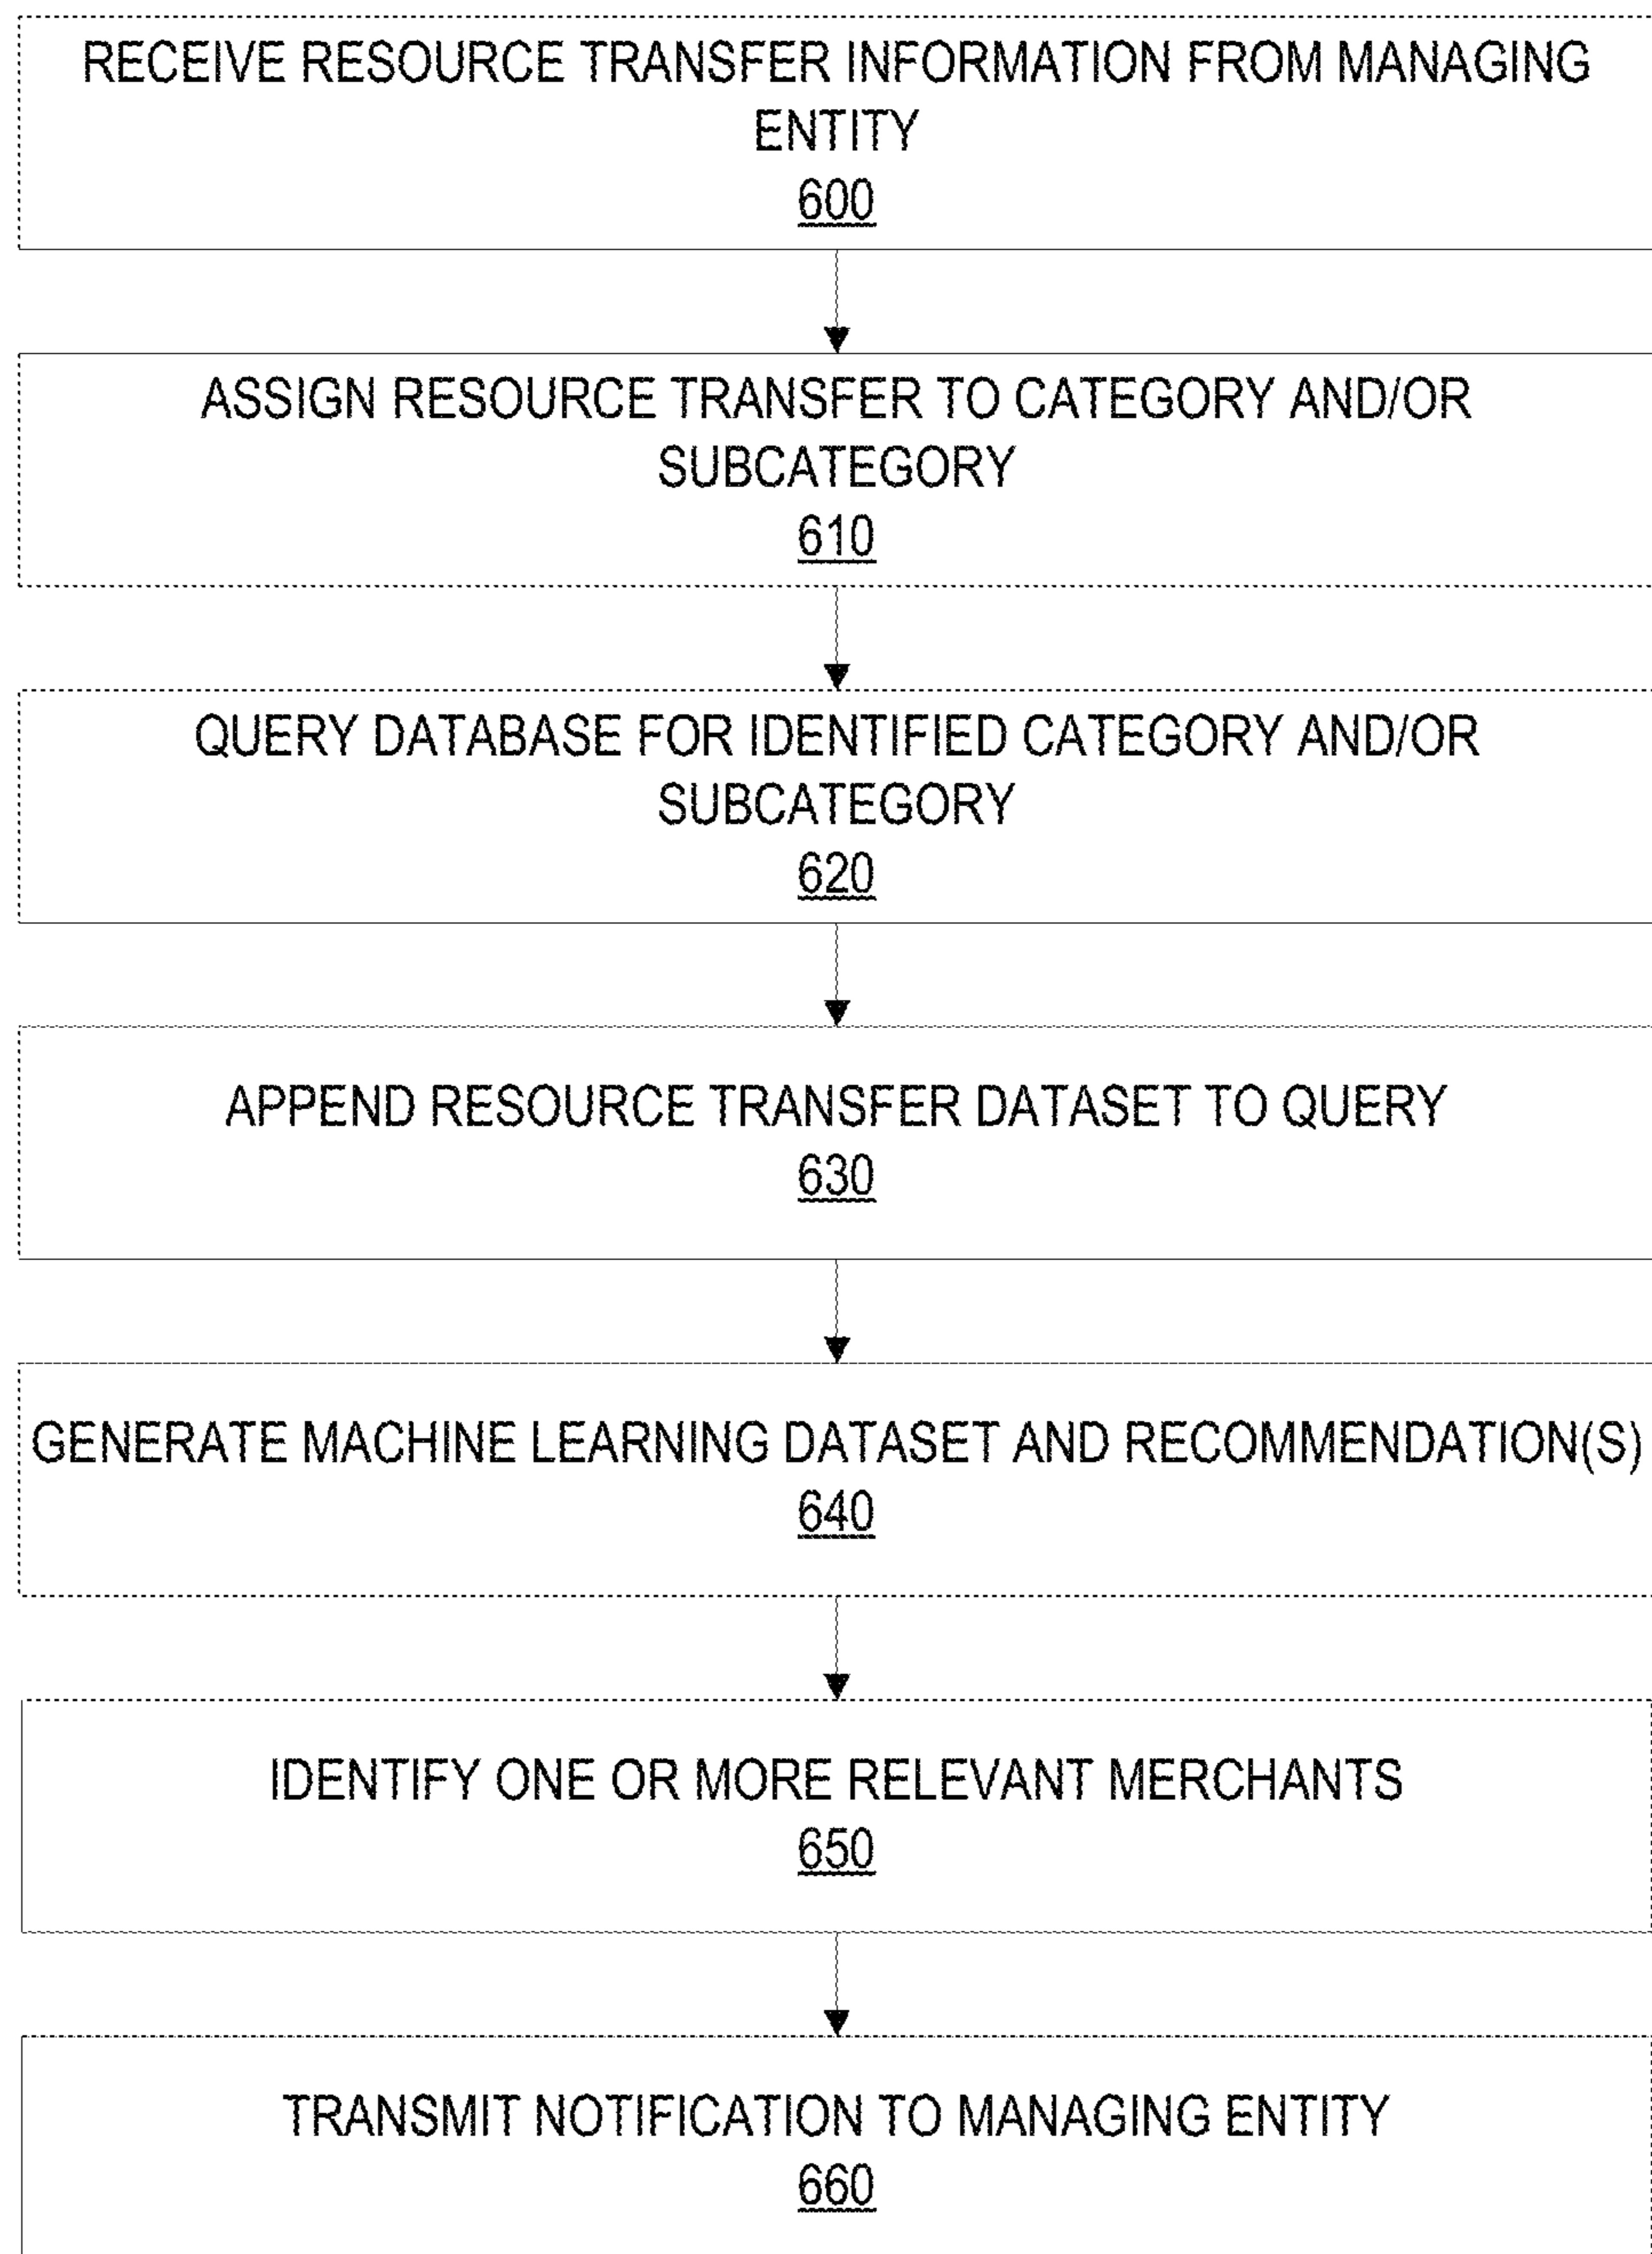 RECEIVE RESOURCE TRANSFER INFORMATION FROM MANAGING
ENTITY
600
ASSIGN RESOURCE TRANSFER TO CATEGORY AND/OR
SUBCATEGORY
610
QUERY DATABASE FOR IDENTIFIED CATEGORY AND/OR
SUBCATEGORY
620
APPEND RESOURCE TRANSFER DATASET TO QUERY
630
GENERATE MACHINE LEARNING DATASET AND RECOMMENDATION(S)
640
IDENTIFY ONE OR MORE RELEVANT MERCHANTS
650
TRANSMIT NOTIFICATION TO MANAGING ENTITY
660